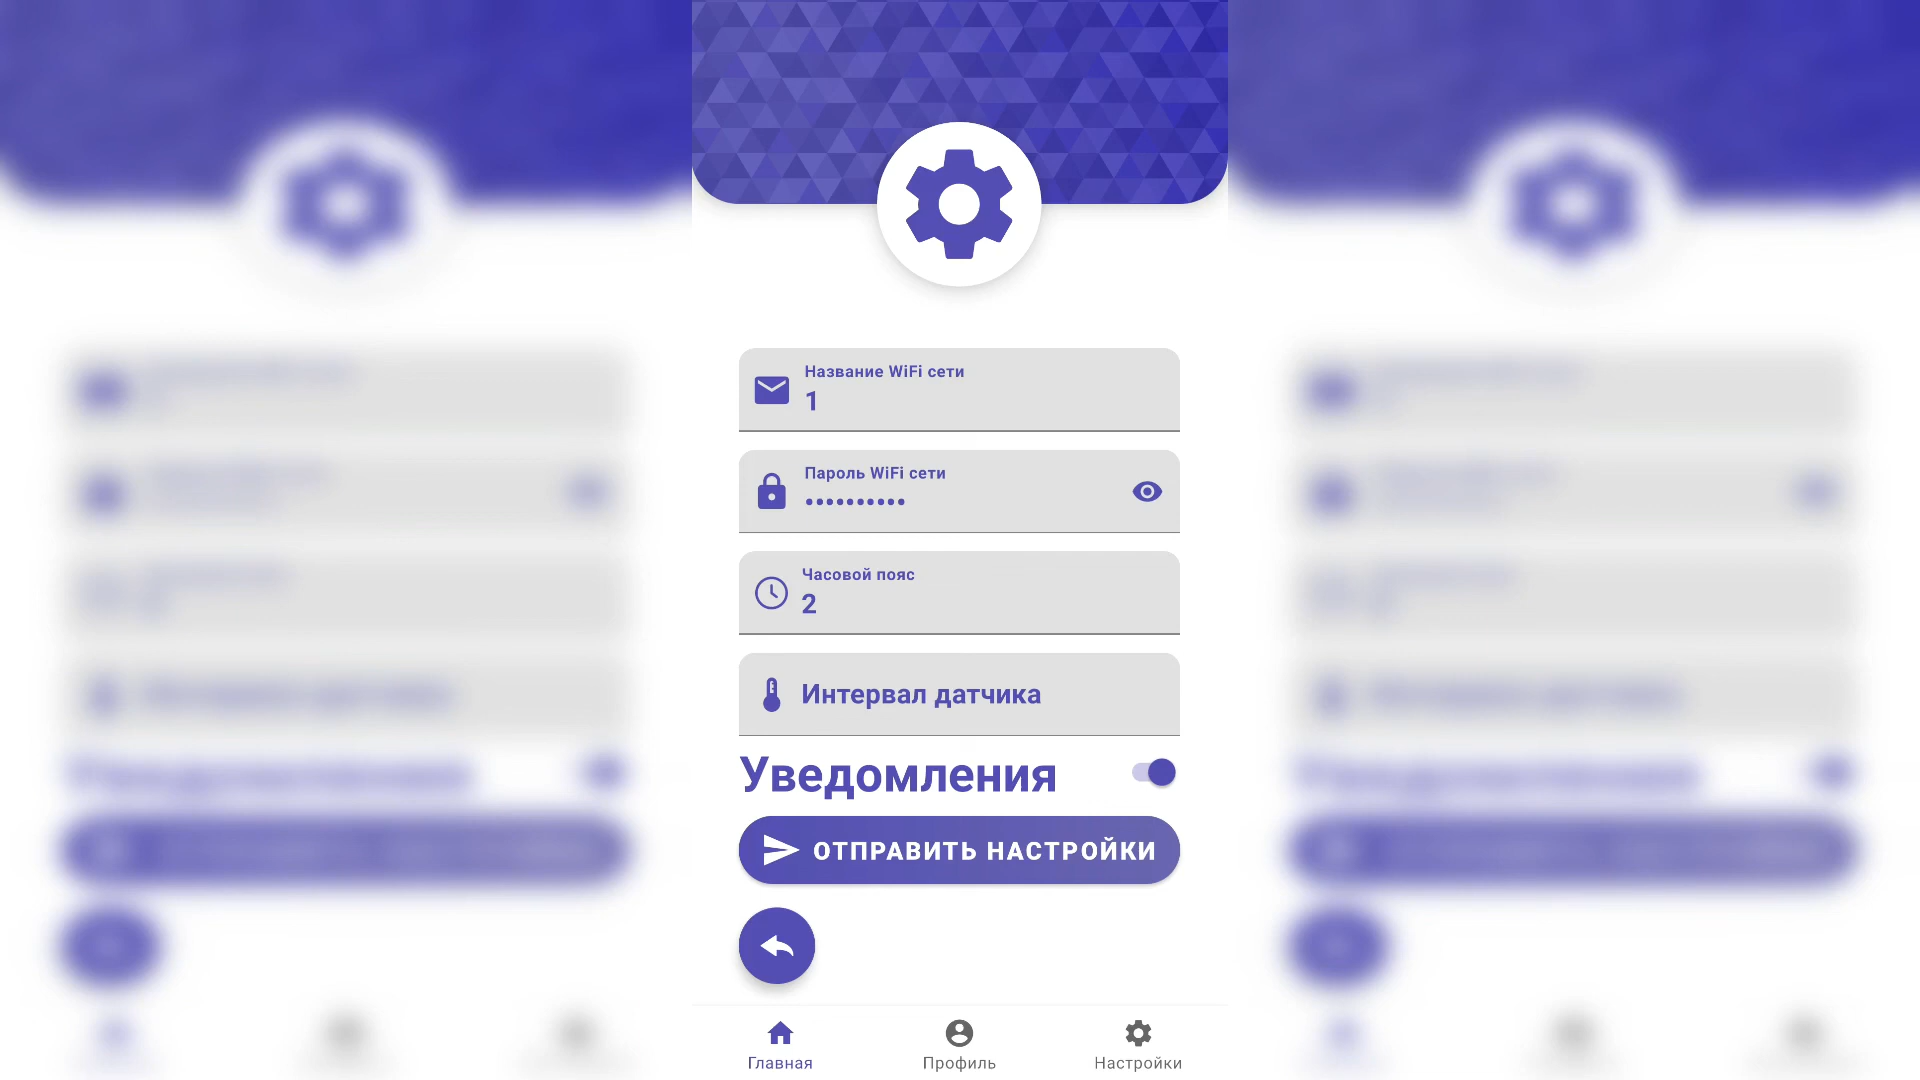 Название WiFi сети
1
Пароль WiFi сети
••••••••••
Часовой пояс
2
Интервал датчика
Уведомления
ОТПРАВИТЬ НАСТРОЙКИ
Главная
Профиль
Настройки